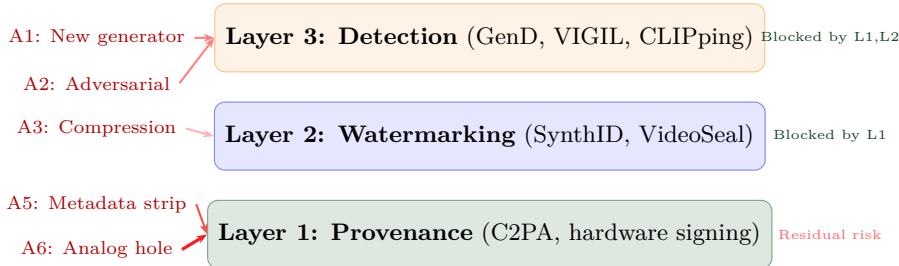 A1: New generator
Layer 3: Detection (GenD, VIGIL, CLIPping)
Blocked by L1,L2
A2: Adversarial
A3: Compression
Layer 2: Watermarking (SynthID, VideoSeal)
Blocked by L1
A5: Metadata strip
Layer 1: Provenance (C2PA, hardware signing)
Residual risk
A6: Analog hole